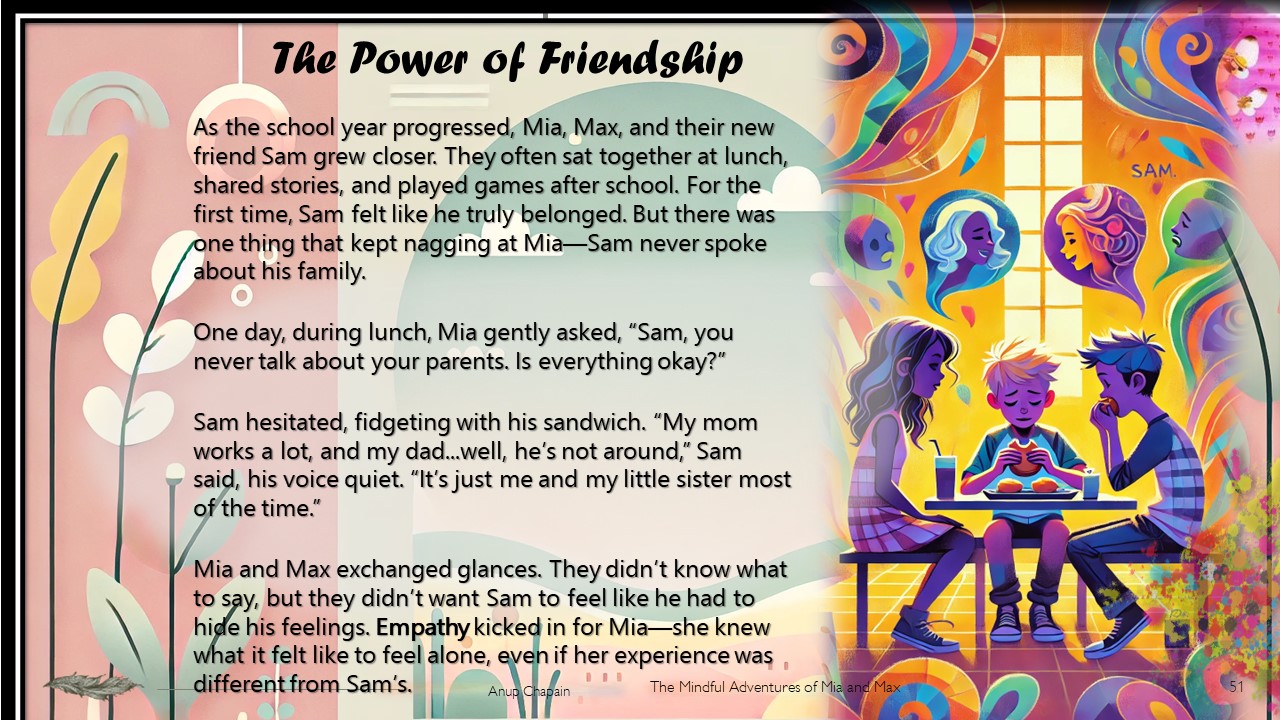 The Power of Friendship
As the school year progressed, Mia, Max, and their new
friend Sam grew closer. They often sat together at lunch,
shared stories, and played games after school. For the
first time, Sam felt like he truly belonged. But there was
one thing that kept nagging at Mia—Sam never spoke
about his family.
One day, during lunch, Mia gently asked, “Sam, you
never talk about your parents. Is everything okay?”
Sam hesitated, fidgeting with his sandwich. “My mom
works a lot, and my dad...well, he’s not around,” Sam
said, his voice quiet. “It’s just me and my little sister most
of the time.”
Mia and Max exchanged glances. They didn’t know what
to say, but they didn’t want Sam to feel like he had to
hide his feelings. Empathy kicked in for Mia—she knew
what it felt like to feel alone, even if her experience was
different from Sam’s.
SAM.
Anup Chapain
The Mindful Adventures of Mia and Max
51